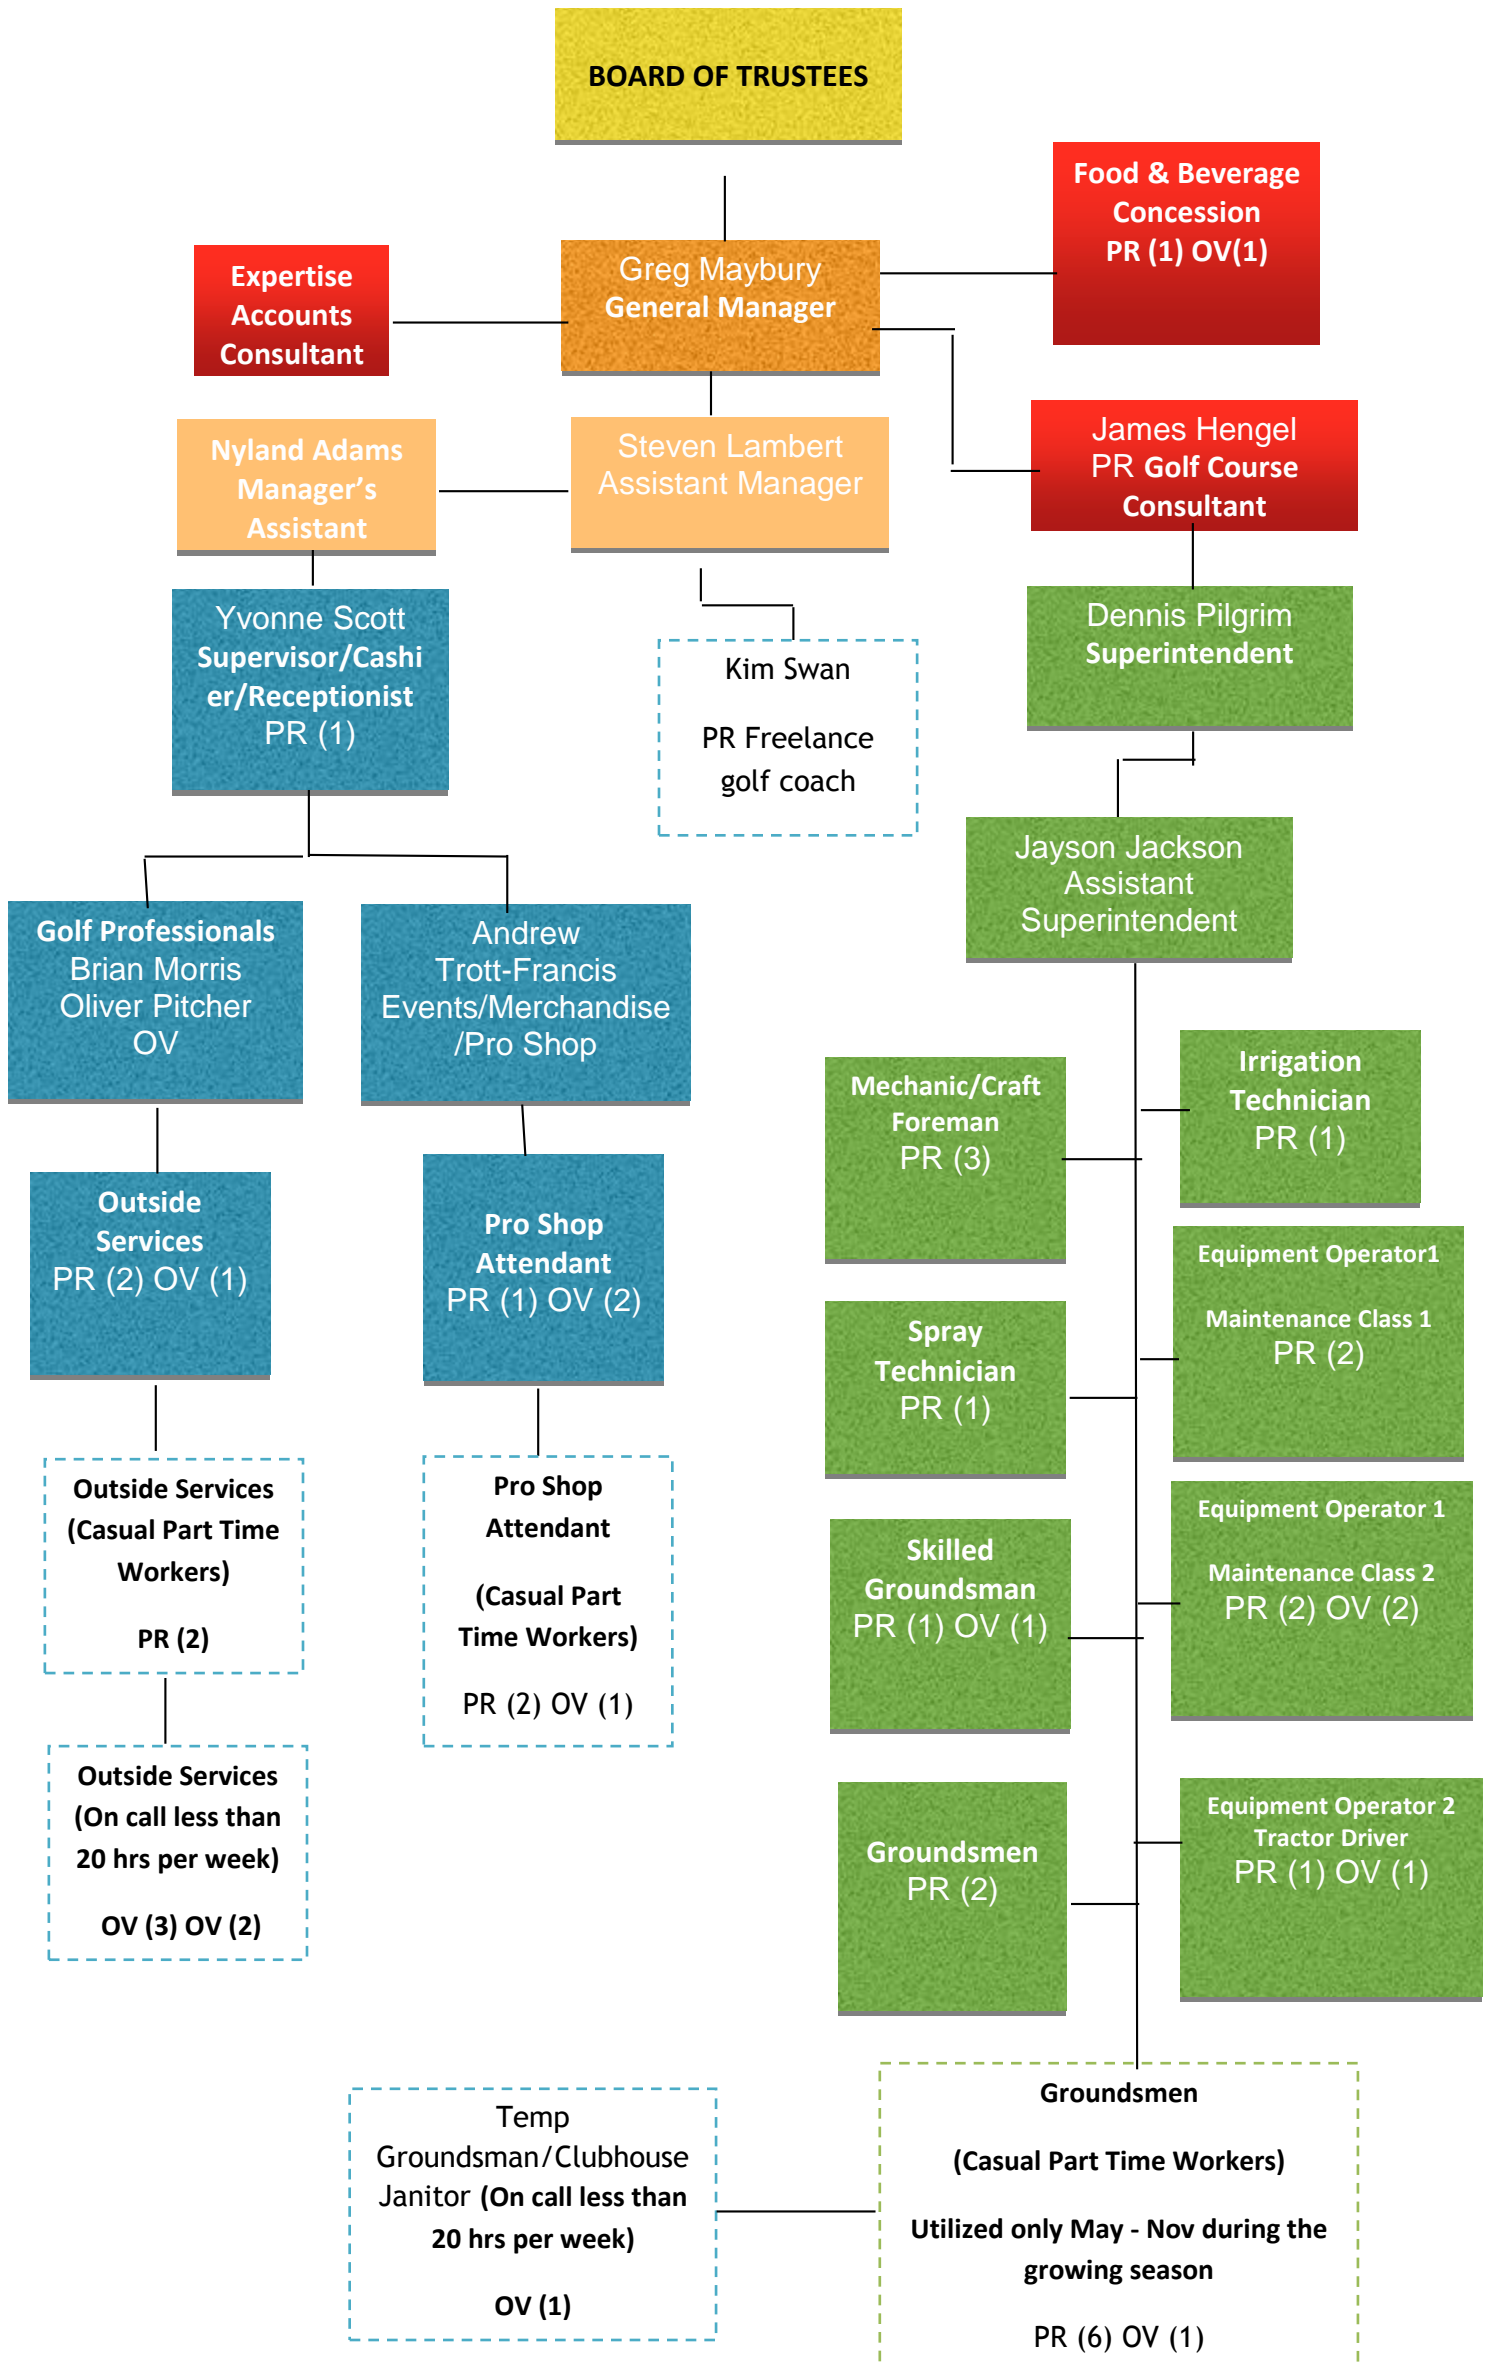 BOARD OF TRUSTEES
Food & Beverage
Concession
PR (1) OV(1)
Expertise
Accounts
Consultant
Greg Maybury
General Manager
Nyland Adams
Manager’s
Assistant
Steven Lambert
Assistant Manager
James Hengel
PR Golf Course
Consultant
Yvonne Scott
Supervisor/Cashi
er/Receptionist
PR (1)
Kim Swan
PR Freelance
golf coach
Dennis Pilgrim
Superintendent
Jayson Jackson
Assistant
Superintendent
Golf Professionals
Brian Morris
Oliver Pitcher
OV
Andrew
Trott-Francis
Events/Merchandise
/Pro Shop
Mechanic/Craft
Foreman
PR (3)
Irrigation
Technician
PR (1)
Outside
Services
PR (2) OV (1)
Pro Shop
Attendant
PR (1) OV (2)
Equipment Operator1
Maintenance Class 1
PR (2)
Spray
Technician
PR (1)
Outside Services
(Casual Part Time
Workers)
PR (2)
Pro Shop
Attendant
(Casual Part
Time Workers)
PR (2) OV (1)
Skilled
Groundsman
PR (1) OV (1)
Equipment Operator 1
Maintenance Class 2
PR (2) OV (2)
Outside Services
(On call less than
20 hrs per week)
OV (3) OV (2)
Groundsmen
PR (2)
Equipment Operator 2
Tractor Driver
PR (1) OV (1)
Temp
Groundsman/Clubhouse
Janitor (On call less than
20 hrs per week)
OV (1)
Groundsmen
(Casual Part Time Workers)
Utilized only May - Nov during the
growing season
PR (6) OV (1)